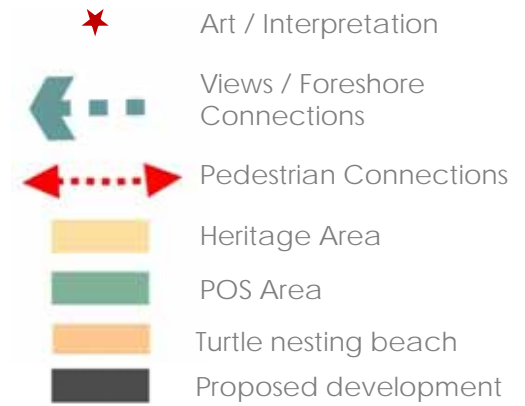 Art / Interpretation
Views / Foreshore
Connections
Pedestrian Connections
Heritage Area
POS Area
Turtle nesting beach
Proposed development